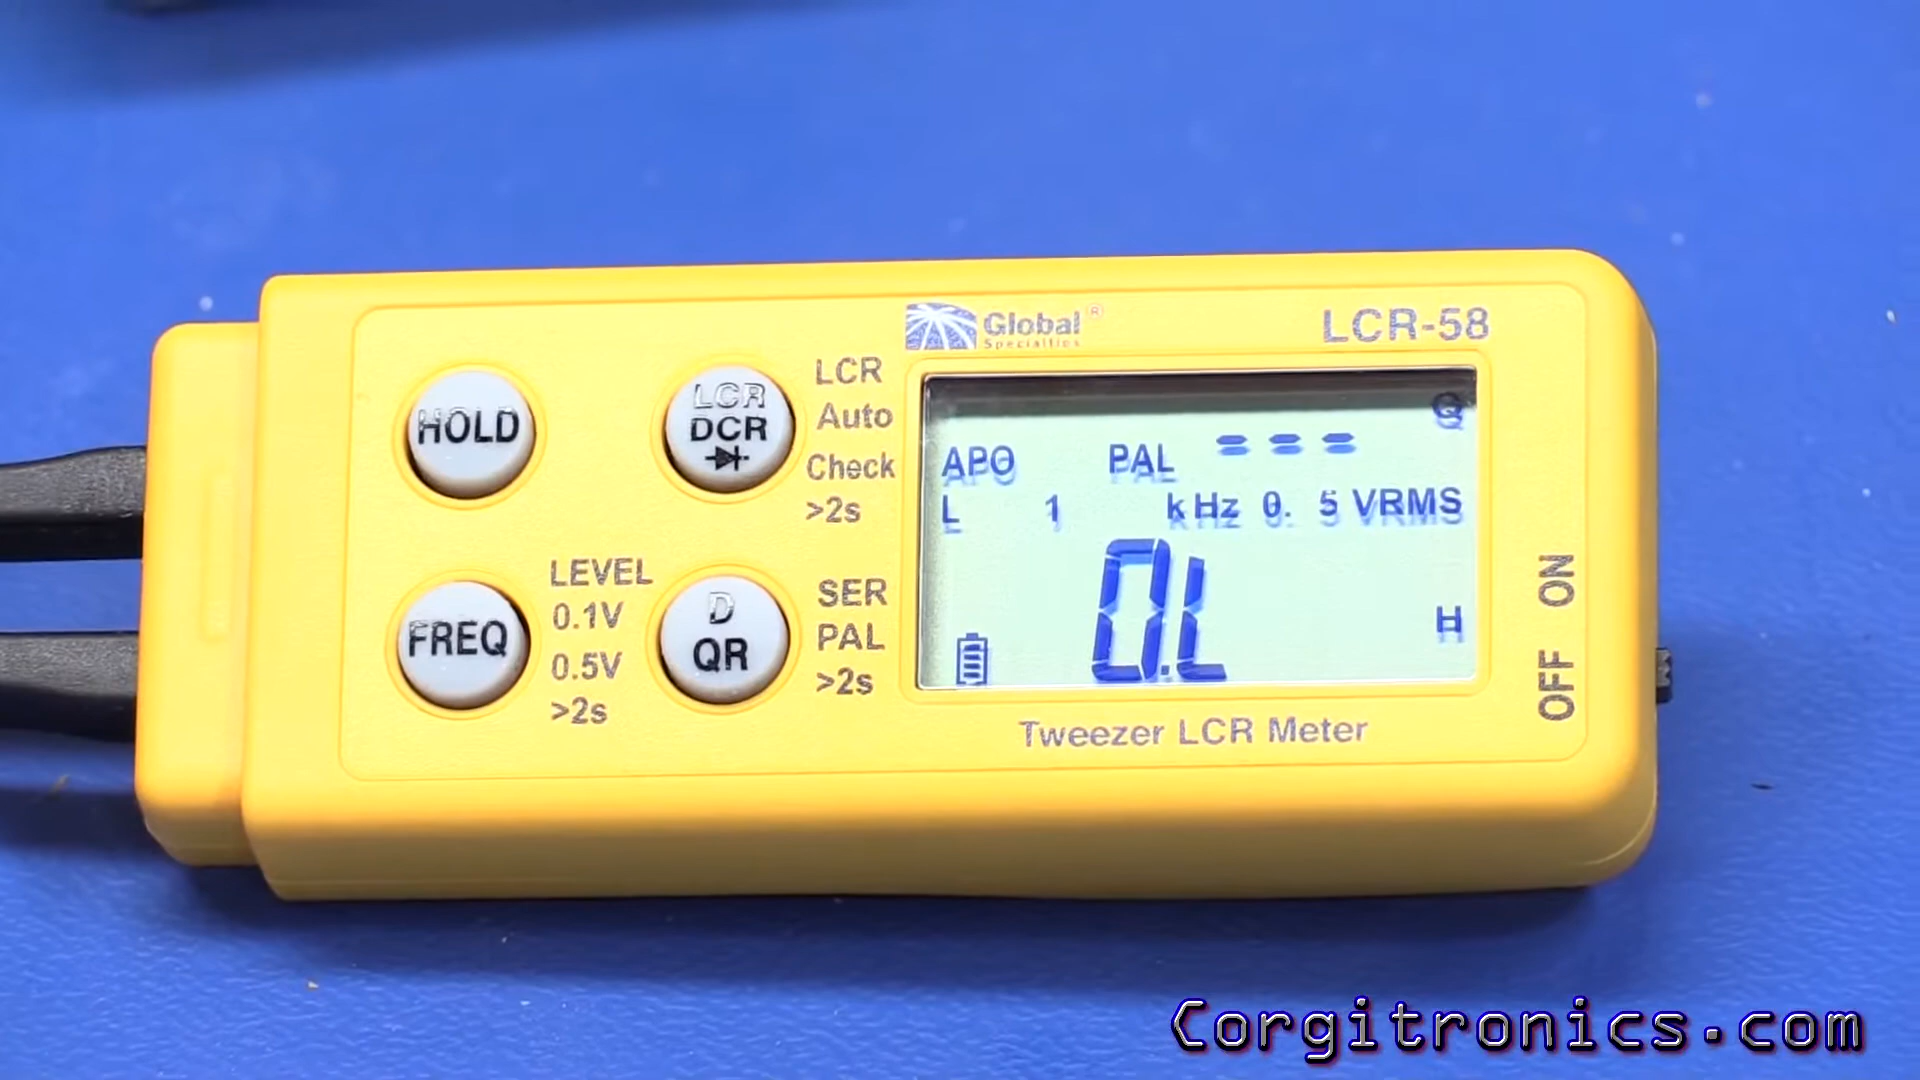 Global®
Specialties
LCR-58
HOLD
LCR
DCR
LCR
Auto
Check
>2s
FREQ
LEVEL
0.1V
0.5V
>2s
D
QR
SER
PAL
>2s
Q
APO PAL ---
L 1 kHz 0.5 VRMS
0.L
H
OFF ON
Tweezer LCR Meter
Corgitronics.com